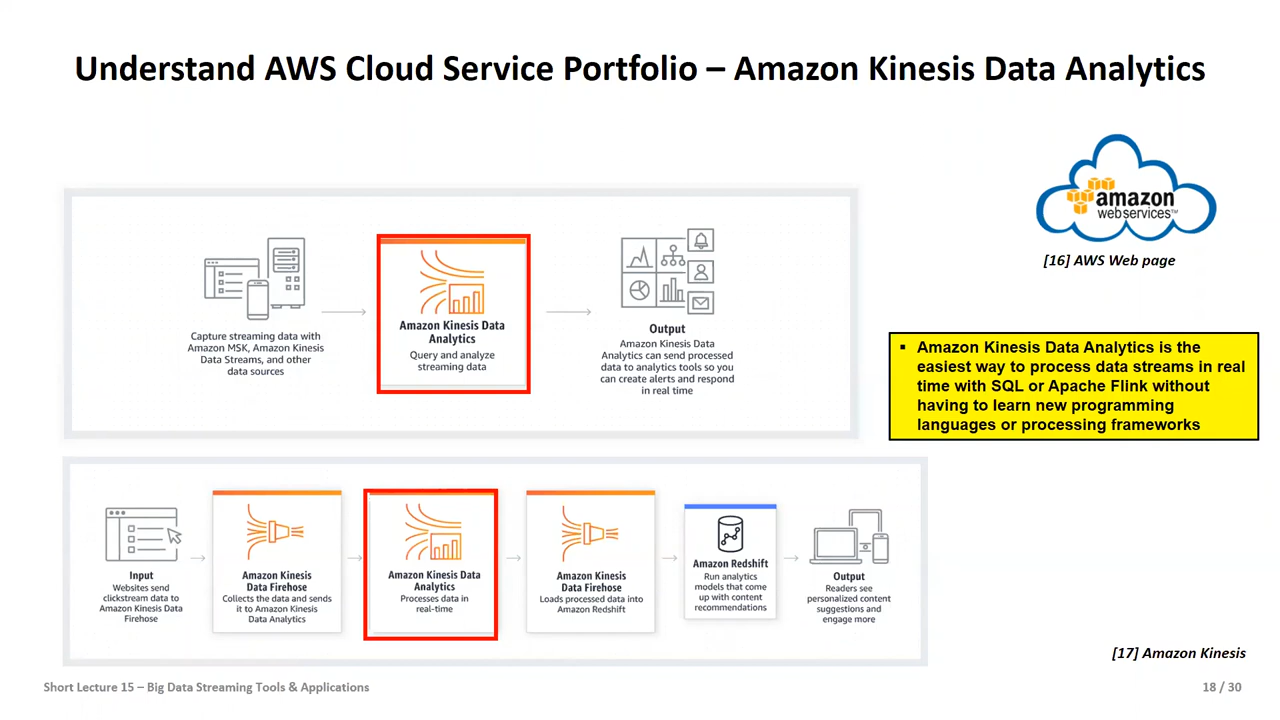 Understand AWS Cloud Service Portfolio – Amazon Kinesis Data Analytics
amazon
webservices™
[16] AWS Web page
Capture streaming data with
Amazon MSK, Amazon Kinesis
Data Streams, and other
data sources
Amazon Kinesis Data
Analytics
Query and analyze
streaming data
Output
Amazon Kinesis Data
Analytics can send processed
data to analytics tools so you
can create alerts and respond
in real time
▪ Amazon Kinesis Data Analytics is the
easiest way to process data streams in real
time with SQL or Apache Flink without
having to learn new programming
languages or processing frameworks
Input
Websites send
clickstream data to
Amazon Kinesis Data
Firehose
Amazon Kinesis
Data Firehose
Collects the data and sends
it to Amazon Kinesis
Data Analytics
Amazon Kinesis Data
Analytics
Processes data in
real-time
Amazon Kinesis
Data Firehose
Loads processed data into
Amazon Redshift
Amazon Redshift
Run analytics
models that come
up with content
recommendations
Output
Readers see
personalized content
suggestions and
engage more
[17] Amazon Kinesis
Short Lecture 15 – Big Data Streaming Tools & Applications
18 / 30